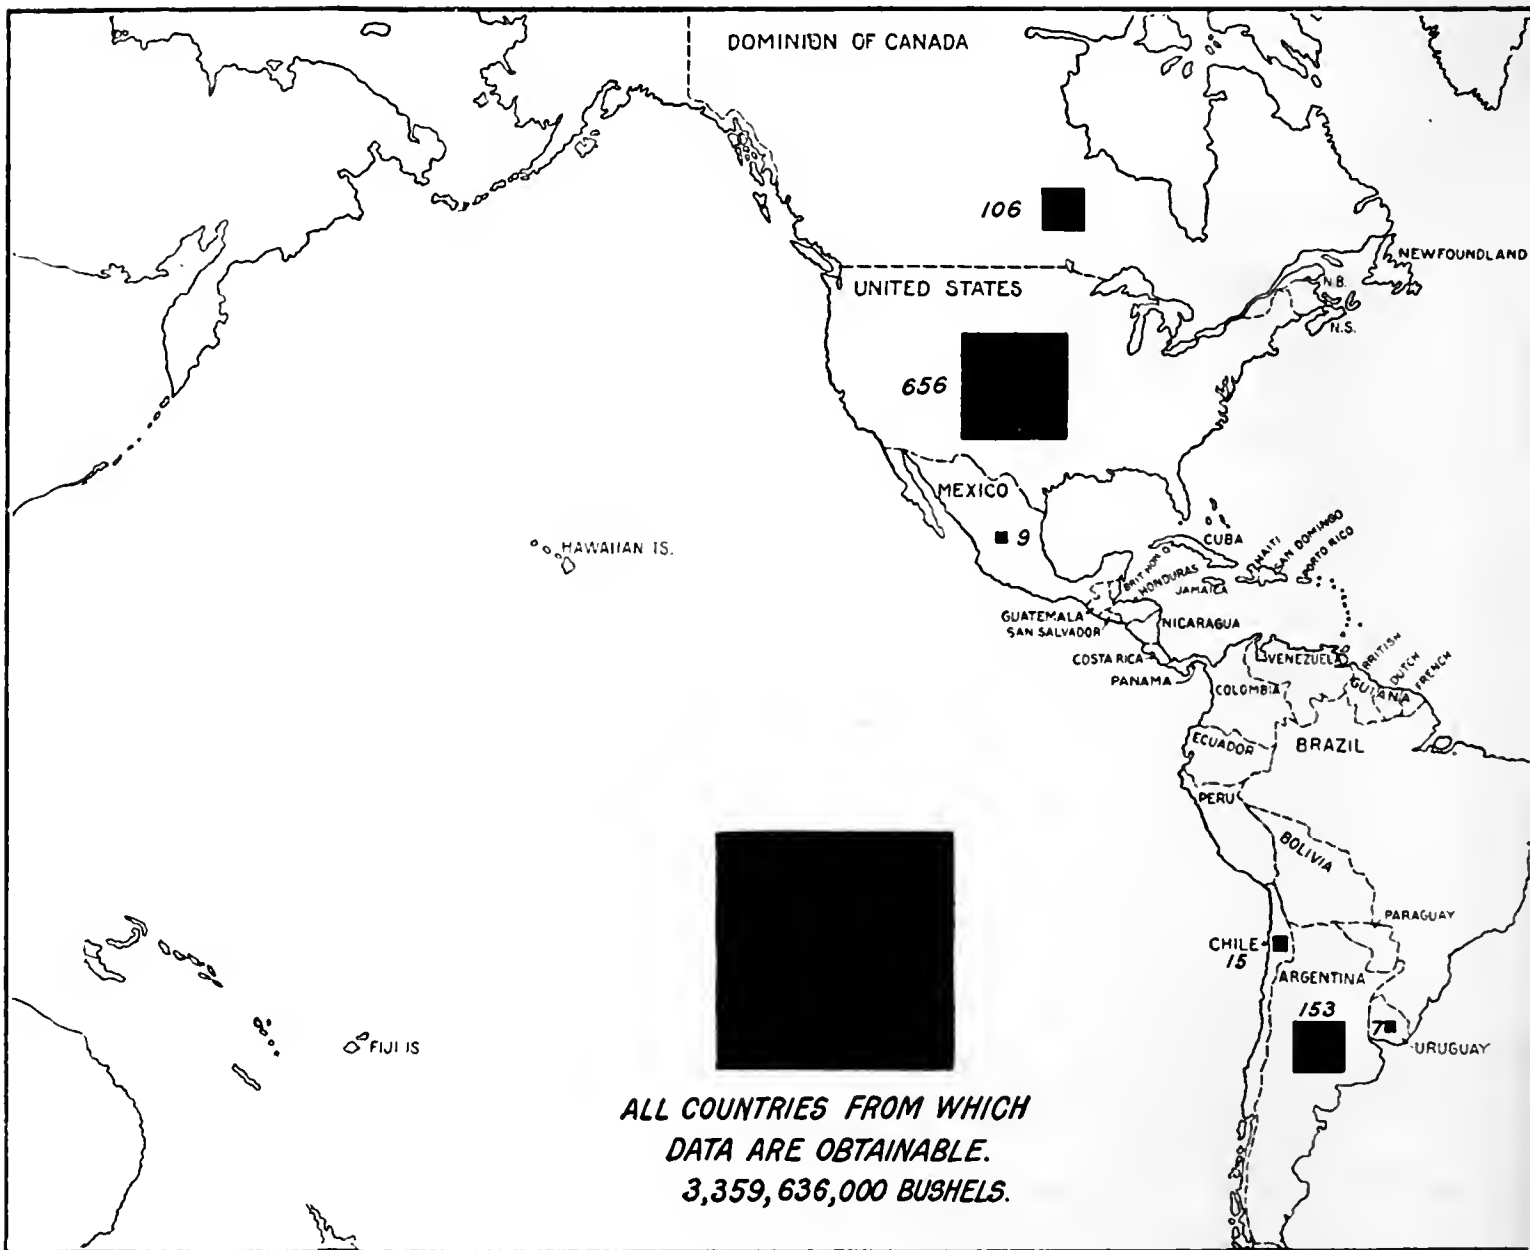 DOMINION OF CANADA
106
NEWFOUNDLAND
N.B.
N.S.
UNITED STATES
656
MEXICO
9
HAWAIIAN IS.
CUBA
HAITI
SAN DOMINGO
PORTO RICO
BRIT. HOND.
HONDURAS
JAMAICA
GUATEMALA
SAN SALVADOR
NICARAGUA
COSTA RICA
PANAMA
VENEZUELA
COLOMBIA
BRITISH
DUTCH
FRENCH
GUIANA
ECUADOR
BRAZIL
PERU
BOLIVIA
PARAGUAY
CHILE
15
ARGENTINA
153
7
URUGUAY
FIJI IS
ALL COUNTRIES FROM WHICH
DATA ARE OBTAINABLE.
3,359,636,000 BUSHELS.